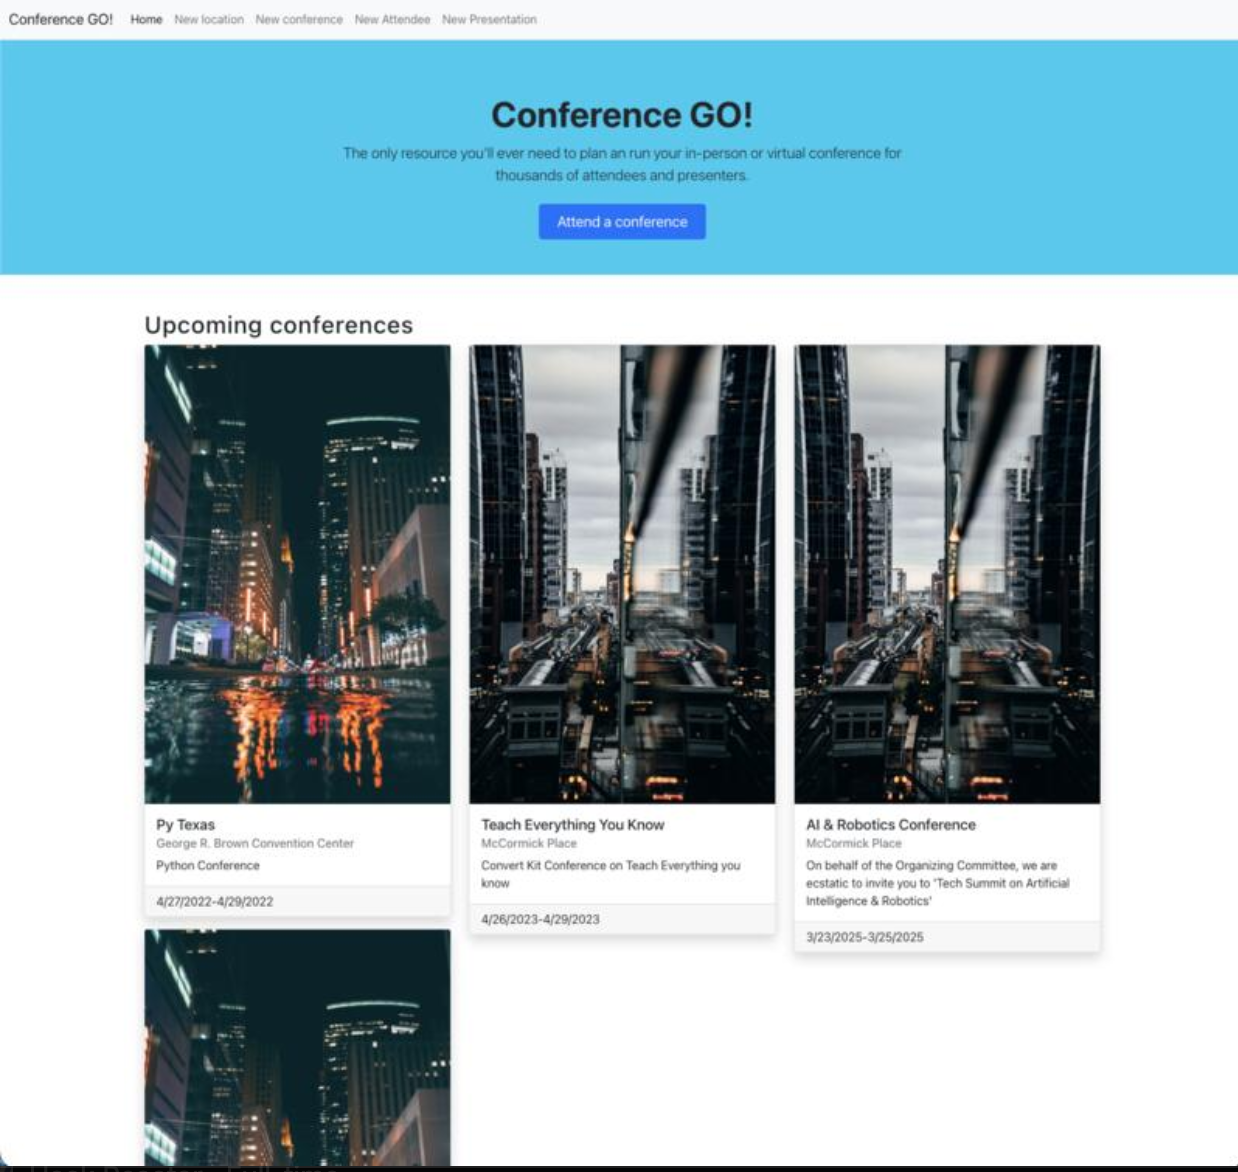 Conference GO! Home New location New conference New Attendee New Presentation
Conference GO!
The only resource you'll ever need to plan an run your in-person or virtual conference for
thousands of attendees and presenters.
Attend a conference
Upcoming conferences
Py Texas
George R. Brown Convention Center
Python Conference
4/27/2022-4/29/2022
Teach Everything You Know
McCormick Place
Convert Kit Conference on Teach Everything you
know
4/26/2023-4/29/2023
AI & Robotics Conference
McCormick Place
On behalf of the Organizing Committee, we are
ecstatic to invite you to 'Tech Summit on Artificial
Intelligence & Robotics'
3/23/2025-3/25/2025